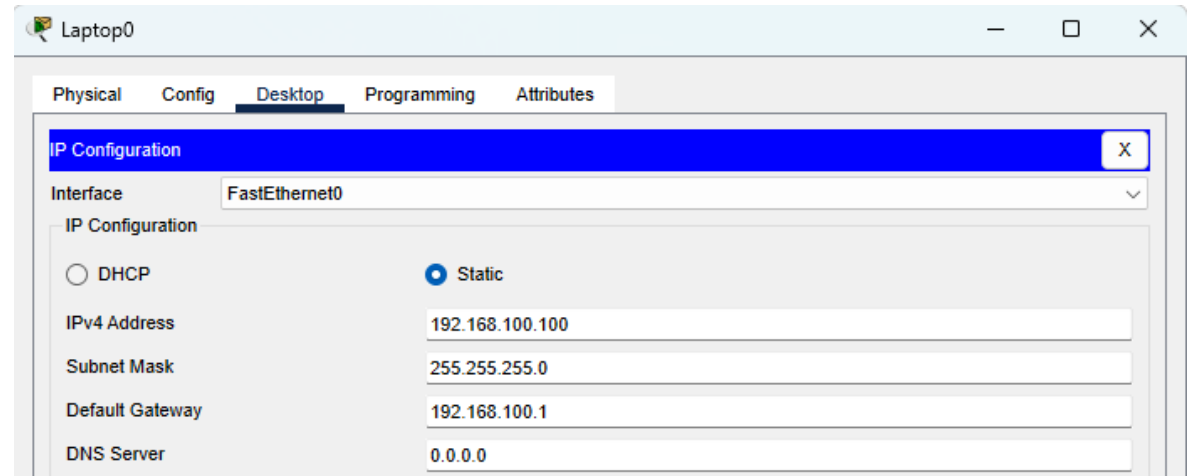 Laptop0
Physical Config Desktop Programming Attributes
IP Configuration X
Interface FastEthernet0
IP Configuration
DHCP Static
IPv4 Address 192.168.100.100
Subnet Mask 255.255.255.0
Default Gateway 192.168.100.1
DNS Server 0.0.0.0